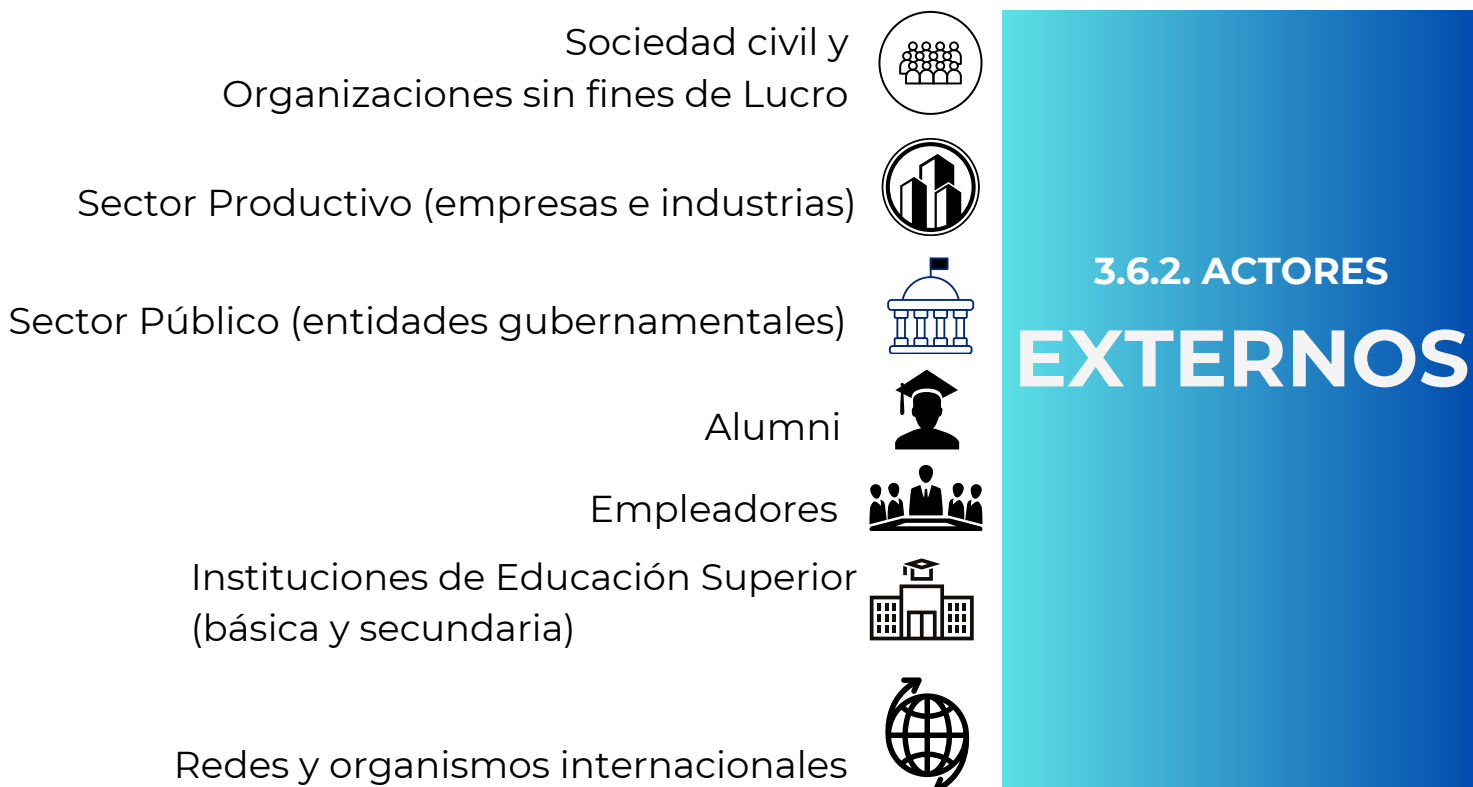 Sociedad civil y
Organizaciones sin fines de Lucro
Sector Productivo (empresas e industrias)
Sector Público (entidades gubernamentales)
Alumni
Empleadores
Instituciones de Educación Superior
(básica y secundaria)
Redes y organismos internacionales
3.6.2. ACTORES
EXTERNOS